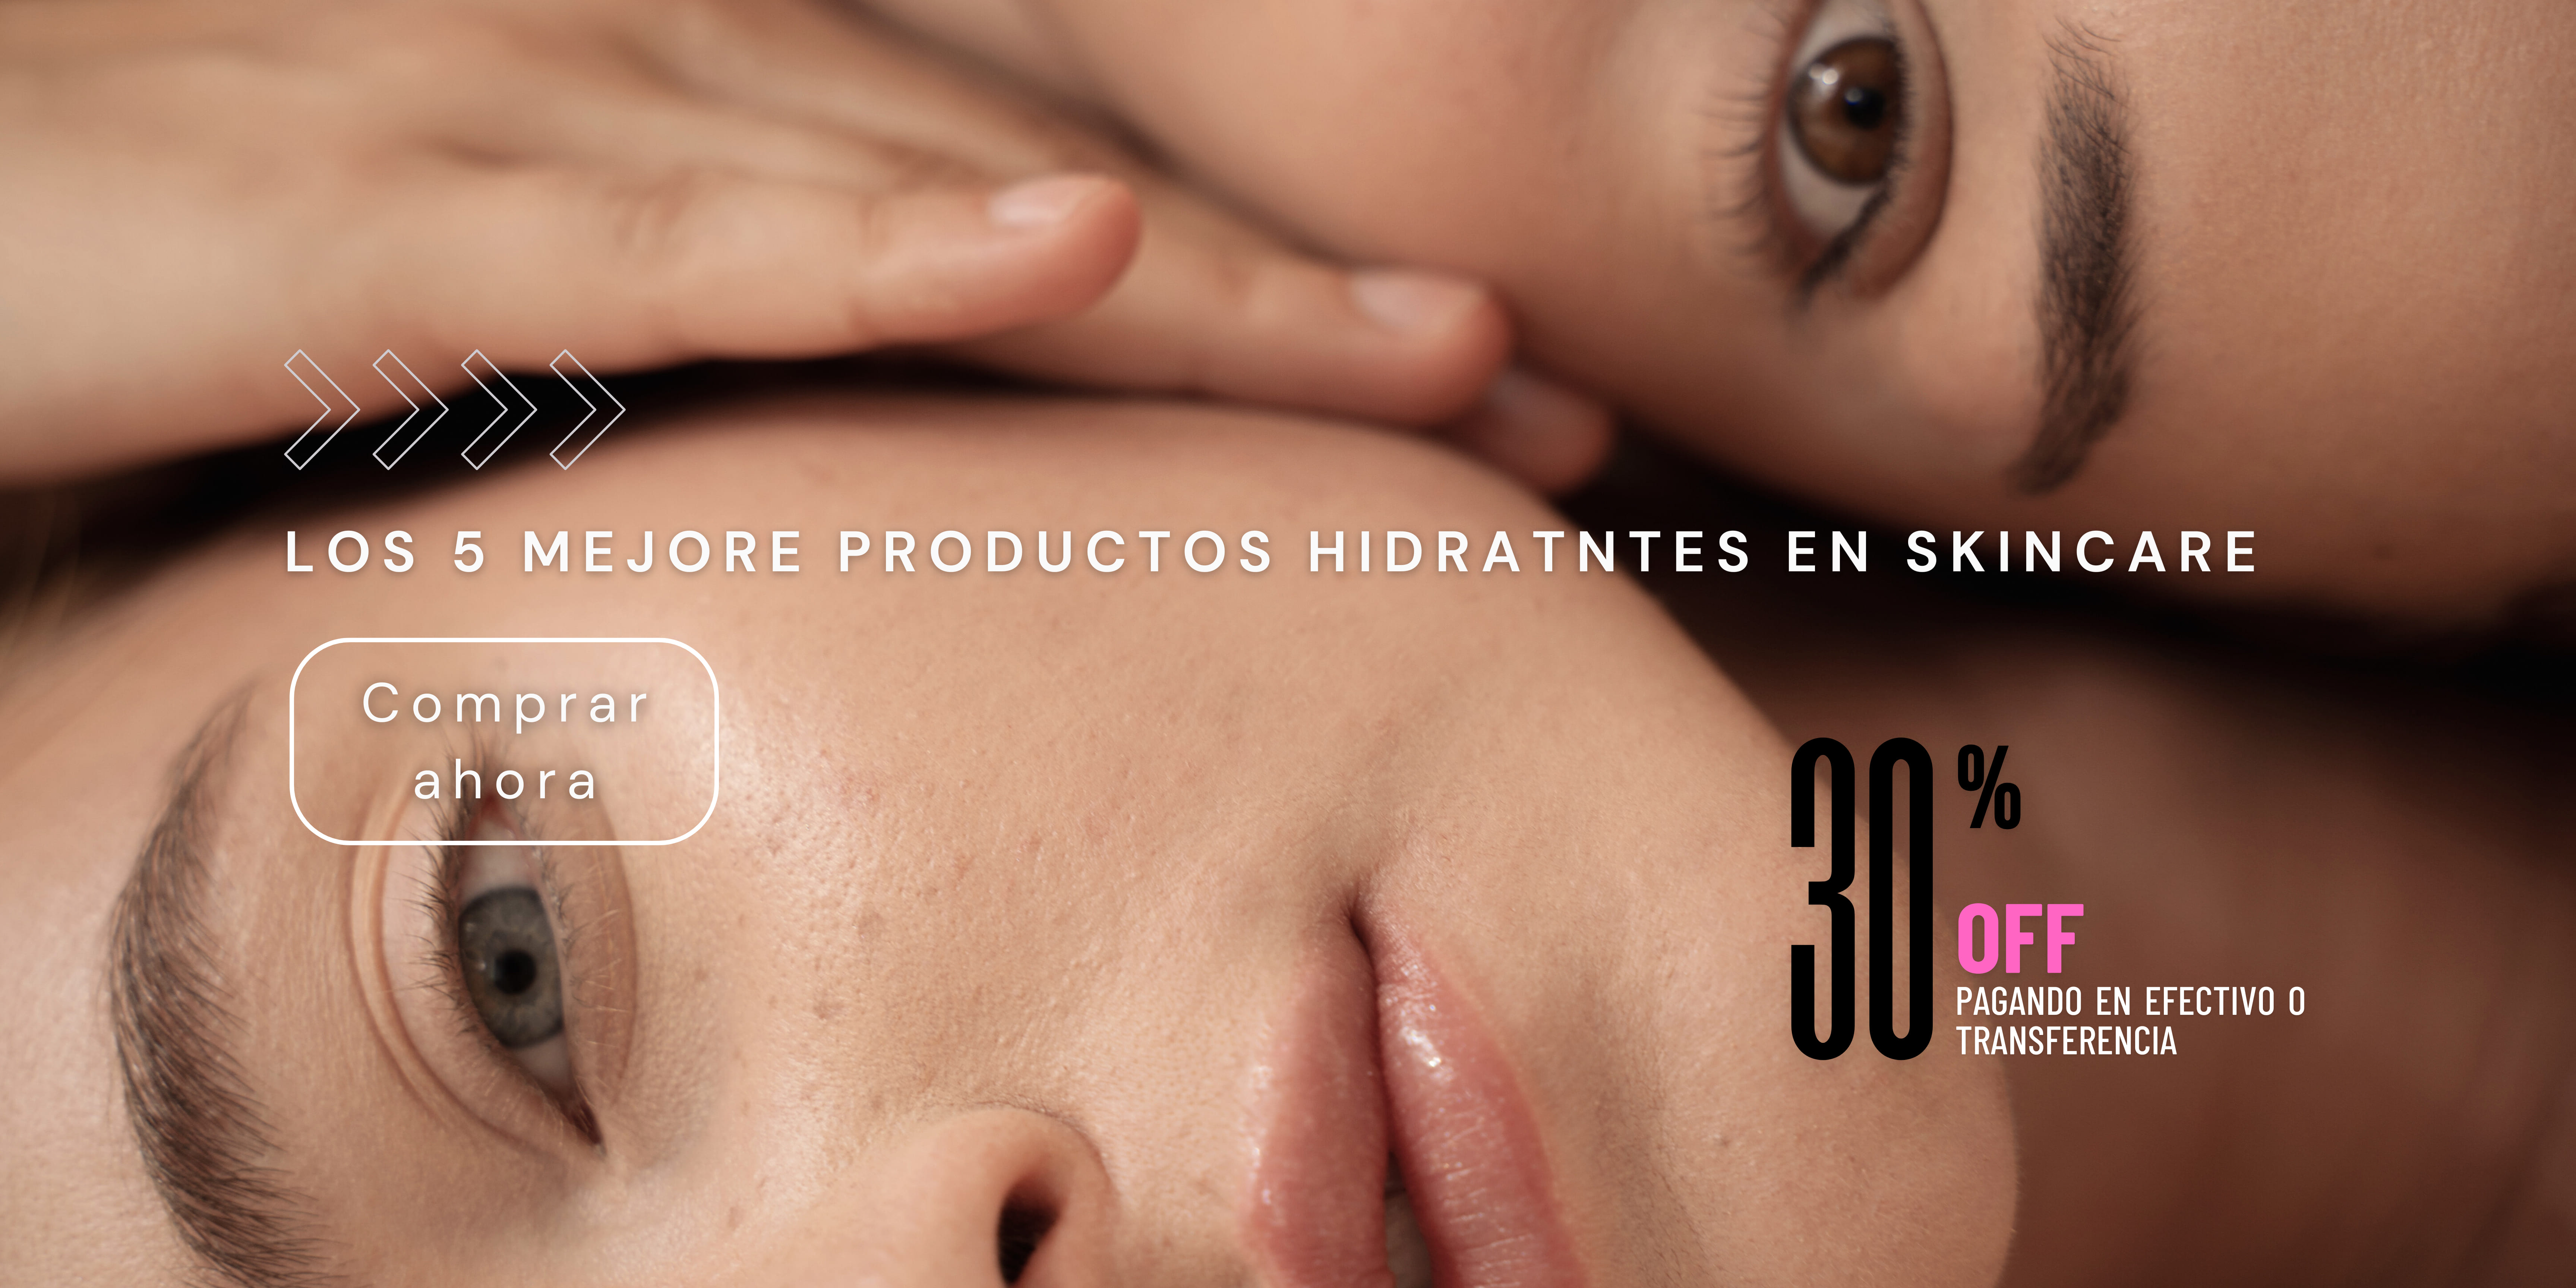 LOS 5 MEJORE PRODUCTOS HIDRATNTES EN SKINCARE
Comprar
ahora
30 %
OFF
PAGANDO EN EFECTIVO O
TRANSFERENCIA